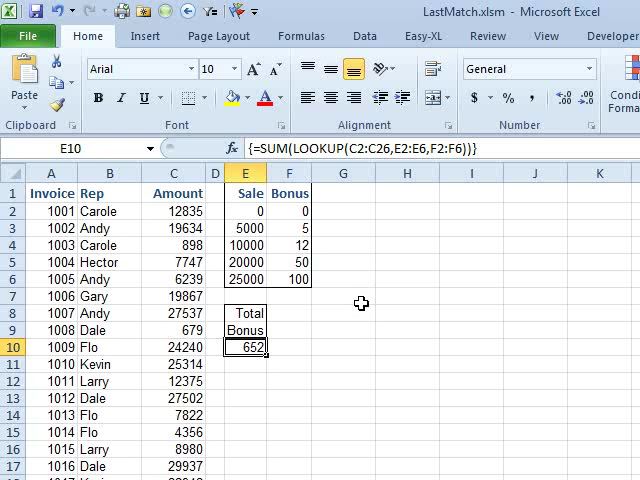 LastMatch.xlsm - Microsoft Excel
File Home Insert Page Layout Formulas Data Easy-XL Review View Developer
Arial 10 A A General
Paste B I U A $ % , .00 .0 Condi
Forma
Clipboard Font Alignment Number
E10 fx {=SUM(LOOKUP(C2:C26,E2:E6,F2:F6))}
A B C D E F G H I J K
1 Invoice Rep Amount Sale Bonus
2 1001 Carole 12835 0 0
3 1002 Andy 19634 5000 5
4 1003 Carole 898 10000 12
5 1004 Hector 7747 20000 50
6 1005 Andy 6239 25000 100
7 1006 Gary 19867
8 1007 Andy 27537 Total
9 1008 Dale 679 Bonus
10 1009 Flo 24240 652
11 1010 Kevin 25314
12 1011 Larry 12375
13 1012 Dale 27502
14 1013 Flo 7822
15 1014 Flo 4356
16 1015 Larry 8980
17 1016 Dale 29937